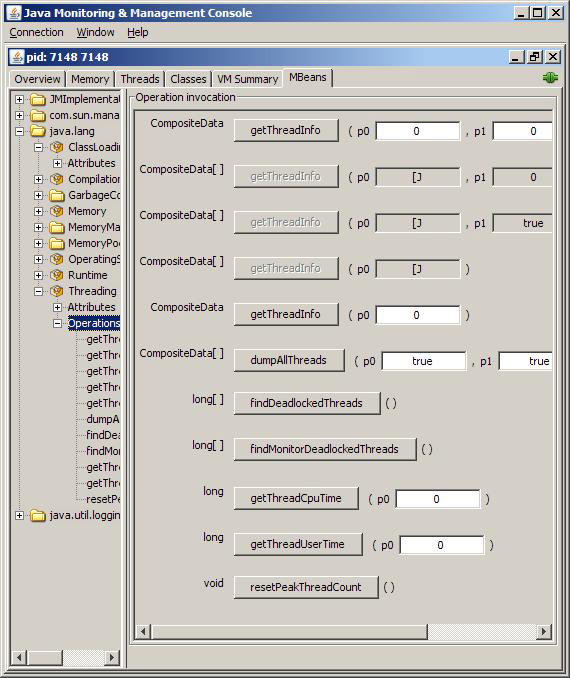 Java Monitoring & Management Console
Connection Window Help
pid: 7148 7148
Overview Memory Threads Classes VM Summary MBeans
JMImplementa
com.sun.mana
java.lang
ClassLoadi
Attributes
Compilation
GarbageCo
Memory
MemoryMa
MemoryPoo
OperatingS
Runtime
Threading
Attributes
Operations
getThre
getThre
getThre
getThre
getThre
dumpA
findDea
findMon
getThre
getThre
resetPe
java.util.loggin
Operation invocation
CompositeData getThreadInfo ( p0 0 , p1 0
CompositeData[ ] getThreadInfo ( p0 [J , p1 0
CompositeData[ ] getThreadInfo ( p0 [J , p1 true
CompositeData[ ] getThreadInfo ( p0 [J )
CompositeData getThreadInfo ( p0 0 )
CompositeData[ ] dumpAllThreads ( p0 true , p1 true
long[ ] findDeadlockedThreads ( )
long[ ] findMonitorDeadlockedThreads ( )
long getThreadCpuTime ( p0 0 )
long getThreadUserTime ( p0 0 )
void resetPeakThreadCount ( )